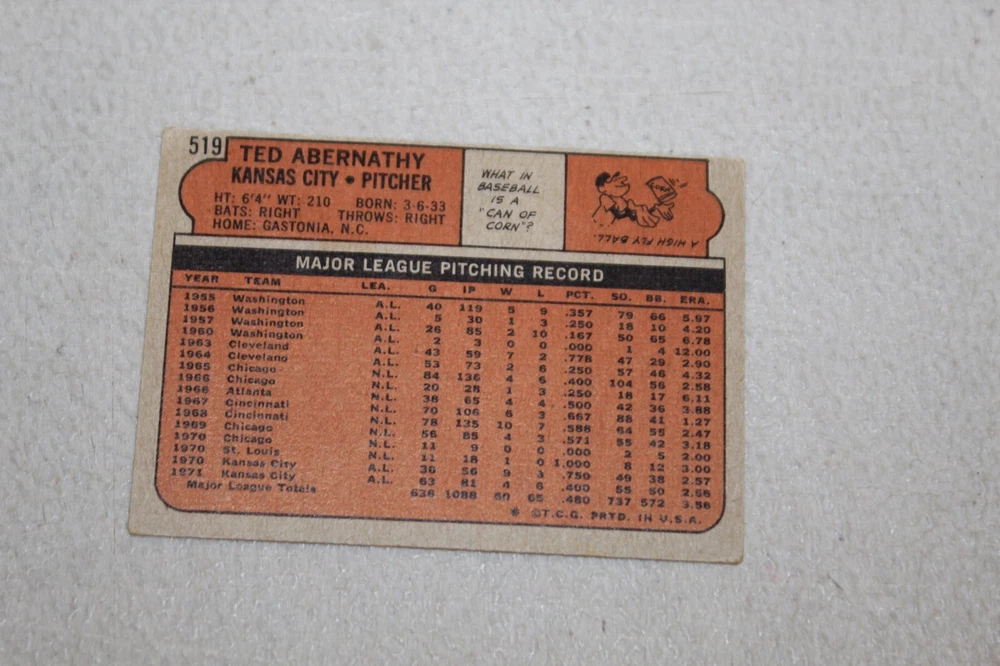 519
TED ABERNATHY
KANSAS CITY • PITCHER
HT: 6'4" WT: 210 BORN: 3-6-33
BATS: RIGHT THROWS: RIGHT
HOME: GASTONIA, N.C.
WHAT IN
BASEBALL
IS A
"CAN OF
CORN"?
A HIGH FLY BALL.
MAJOR LEAGUE PITCHING RECORD
YEAR TEAM LEA. G IP W L PCT. SO. BB. ERA.
1955 Washington A.L. 40 119 5 9 .357 79 66 5.97
1956 Washington A.L. 5 30 1 3 .250 18 10 4.20
1957 Washington A.L. 26 85 2 10 .167 50 65 6.78
1960 Washington A.L. 2 3 0 0 .000 1 4 12.00
1963 Cleveland A.L. 43 59 7 2 .778 47 29 2.90
1964 Cleveland A.L. 53 73 2 6 .250 57 46 4.32
1965 Chicago N.L. 84 136 4 6 .400 104 56 2.58
1966 Chicago N.L. 20 28 1 3 .250 18 17 6.11
1966 Atlanta N.L. 38 65 4 4 .500 42 36 3.88
1967 Cincinnati N.L. 70 106 6 3 .667 88 41 1.27
1968 Cincinnati N.L. 78 135 10 7 .588 64 55 2.47
1969 Chicago N.L. 56 85 4 3 .571 55 42 3.18
1970 Chicago N.L. 11 9 0 0 .000 2 5 2.00
1970 St. Louis N.L. 11 18 1 0 1.000 8 12 3.00
1970 Kansas City A.L. 36 56 9 3 .750 49 38 2.57
1971 Kansas City A.L. 63 81 4 6 .400 55 50 2.56
Major League Totals 636 1088 60 65 .480 737 572 3.56
* ©T.C.G. PRTD. IN U.S.A.